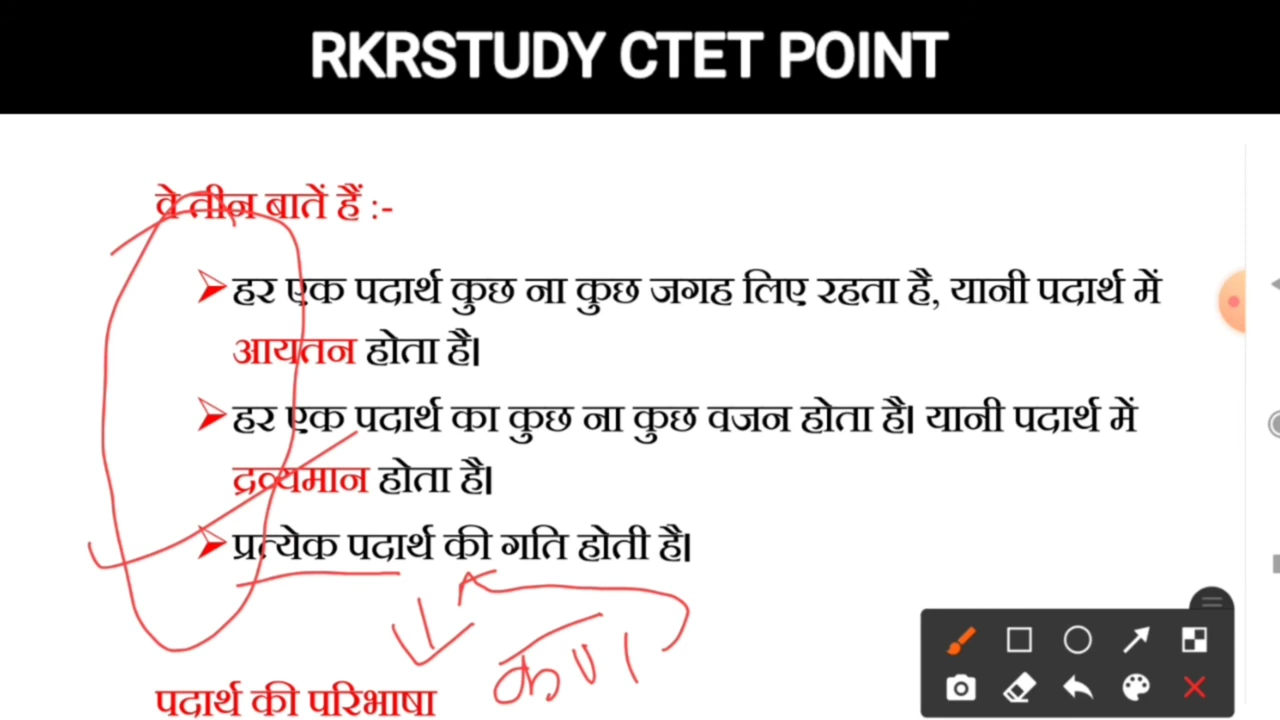 RKRSTUDY CTET POINT
वे तीन बातें हैं :-
हर एक पदार्थ कुछ ना कुछ जगह लिए रहता है, यानी पदार्थ में
आयतन होता है।
हर एक पदार्थ का कुछ ना कुछ वजन होता है। यानी पदार्थ में
द्रव्यमान होता है।
प्रत्येक पदार्थ की गति होती है।
कण
पदार्थ की परिभाषा